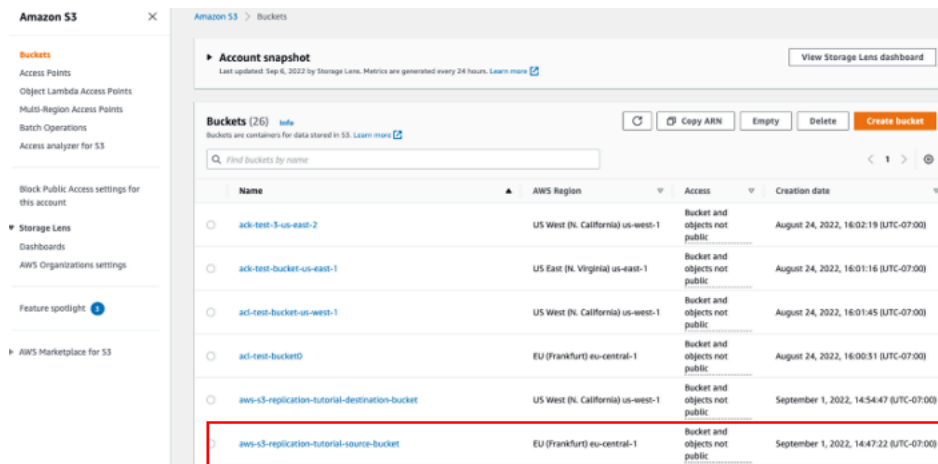 Amazon S3
Amazon S3 > Buckets
Buckets
Access Points
Object Lambda Access Points
Multi-Region Access Points
Batch Operations
Access analyzer for S3
Block Public Access settings for
this account
Storage Lens
Dashboards
AWS Organizations settings
Feature spotlight 3
AWS Marketplace for S3
Account snapshot
Last updated: Sep 6, 2022 by Storage Lens. Metrics are generated every 24 hours. Learn more
View Storage Lens dashboard
Buckets (26) Info
Buckets are containers for data stored in S3. Learn more
Copy ARN Empty Delete Create bucket
Find buckets by name
1
Name AWS Region Access Creation date
ack-test-3-us-east-2 US West (N. California) us-west-1 Bucket and objects not public August 24, 2022, 16:02:19 (UTC-07:00)
ack-test-bucket-us-east-1 US East (N. Virginia) us-east-1 Bucket and objects not public August 24, 2022, 16:01:16 (UTC-07:00)
acl-test-bucket-us-west-1 US West (N. California) us-west-1 Bucket and objects not public August 24, 2022, 16:01:45 (UTC-07:00)
acl-test-bucket0 EU (Frankfurt) eu-central-1 Bucket and objects not public August 24, 2022, 16:00:31 (UTC-07:00)
aws-s3-replication-tutorial-destination-bucket US West (N. California) us-west-1 Bucket and objects not public September 1, 2022, 14:54:47 (UTC-07:00)
aws-s3-replication-tutorial-source-bucket EU (Frankfurt) eu-central-1 Bucket and objects not public September 1, 2022, 14:47:22 (UTC-07:00)